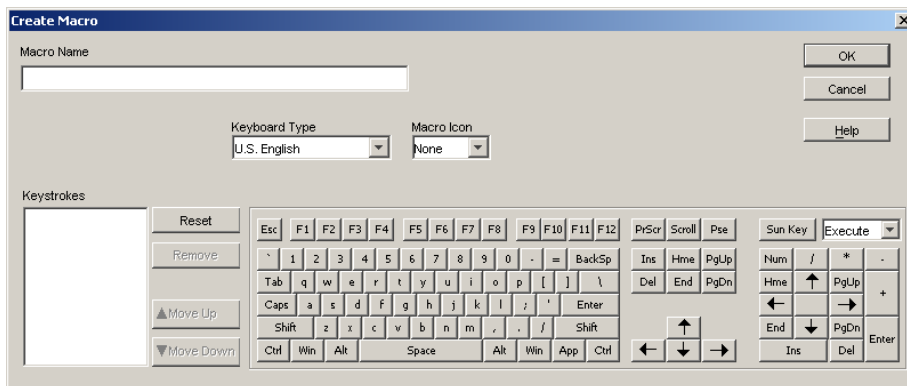 Create Macro
Macro Name
OK
Cancel
Help
Keyboard Type
Macro Icon
U.S. English
None
Keystrokes
Reset
Remove
Move Up
Move Down
Esc F1 F2 F3 F4 F5 F6 F7 F8 F9 F10 F11 F12 PrScr Scroll Pse Sun Key Execute
` 1 2 3 4 5 6 7 8 9 0 - = BackSp Ins Hme PgUp Num / * -
Tab q w e r t y u i o p [ ] \ Del End PgDn Hme ↑ PgUp +
Caps a s d f g h j k l ; ' Enter ← →
Shift z x c v b n m , . / Shift ↑ End ↓ PgDn Enter
Ctrl Win Alt Space Alt Win App Ctrl ← ↓ → Ins Del